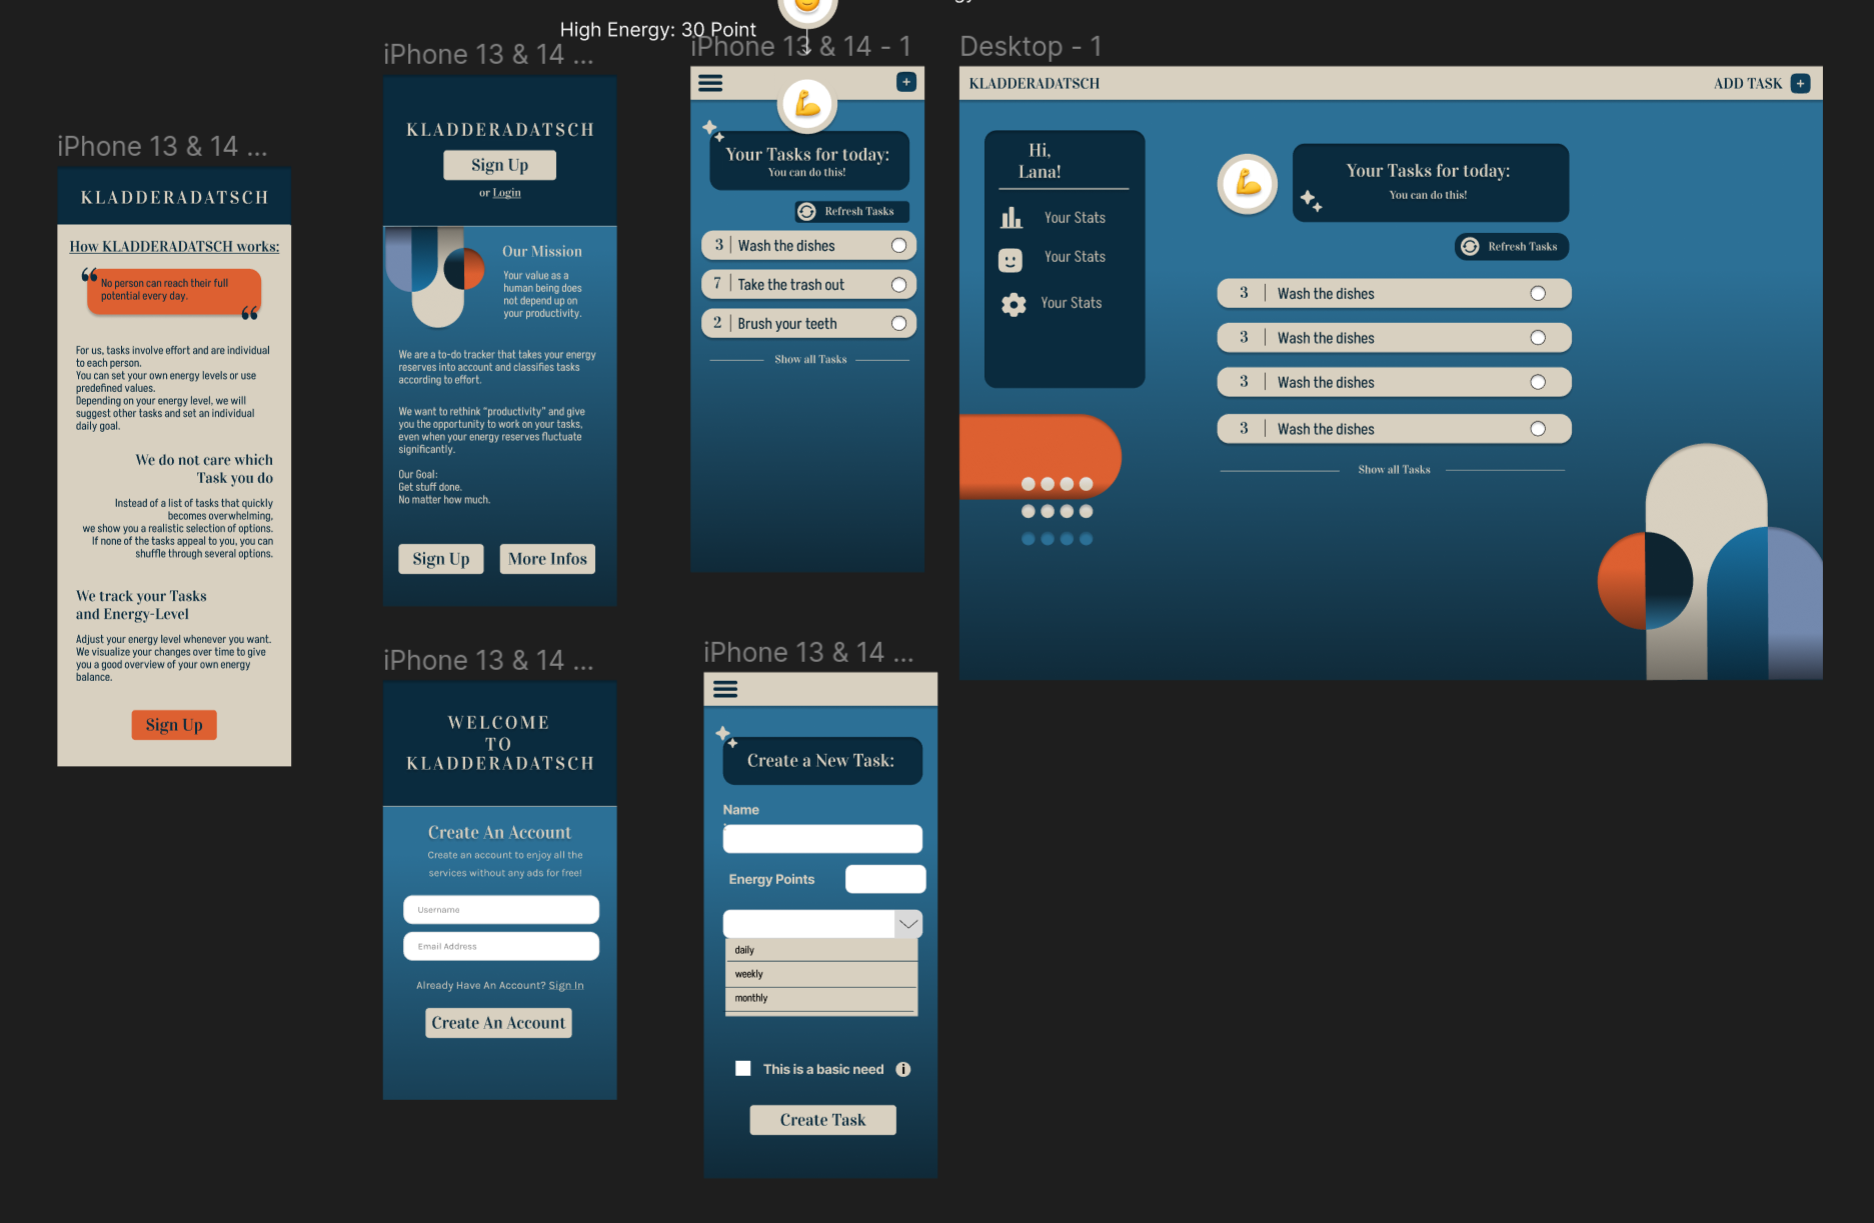 High Energy: 30 Point
iPhone 13 & 14 ...
KLADDERADATSCH
How KLADDERADATSCH works:
“
No person can reach their full
potential every day.
“
For us, tasks involve effort and are individual
to each person.
You can set your own energy levels or use
predefined values.
Depending on your energy level, we will
suggest other tasks and set an individual
daily goal.
We do not care which
Task you do
Instead of a list of tasks that quickly
becomes overwhelming,
we show you a realistic selection of options.
If none of the tasks appeal to you, you can
shuffle through several options.
We track your Tasks
and Energy-Level
Adjust your energy level whenever you want.
We visualize your changes over time to give
you a good overview of your own energy
balance.
Sign Up
iPhone 13 & 14 ...
KLADDERADATSCH
Sign Up
or Login
Our Mission
Your value as a
human being does
not depend up on
your productivity.
We are a to-do tracker that takes your energy
reserves into account and classifies tasks
according to effort.
We want to rethink “productivity” and give
you the opportunity to work on your tasks,
even when your energy reserves fluctuate
significantly.
Our Goal:
Get stuff done.
No matter how much.
Sign Up
More Infos
iPhone 13 & 14 ...
WELCOME
TO
KLADDERADATSCH
Create An Account
Create an account to enjoy all the
services without any ads for free!
Username
Email Address
Already Have An Account? Sign In
Create An Account
iPhone 13 & 14 - 1
+
Your Tasks for today:
You can do this!
Refresh Tasks
3 | Wash the dishes
7 | Take the trash out
2 | Brush your teeth
Show all Tasks
iPhone 13 & 14 ...
Create a New Task:
Name
Energy Points
daily
weekly
monthly
This is a basic need i
Create Task
Desktop - 1
KLADDERADATSCH
ADD TASK +
Hi,
Lana!
Your Stats
Your Stats
Your Stats
Your Tasks for today:
You can do this!
Refresh Tasks
3 | Wash the dishes
3 | Wash the dishes
3 | Wash the dishes
3 | Wash the dishes
Show all Tasks